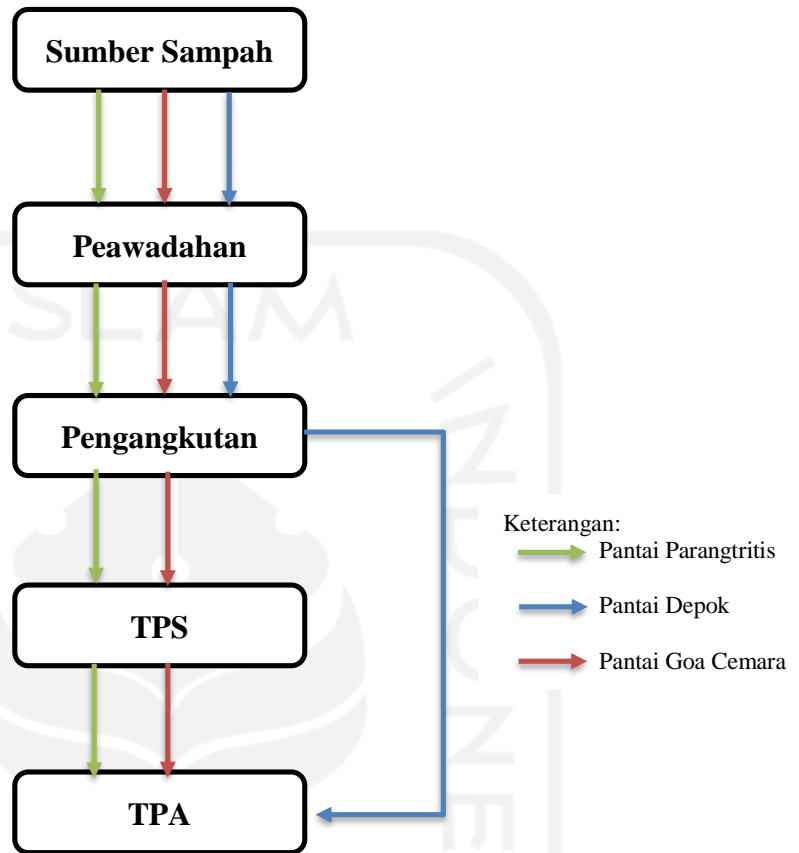 Sumber Sampah
Peawadahan
Pengangkutan
TPS
TPA
Keterangan:
Pantai Parangtritis
Pantai Depok
Pantai Goa Cemara